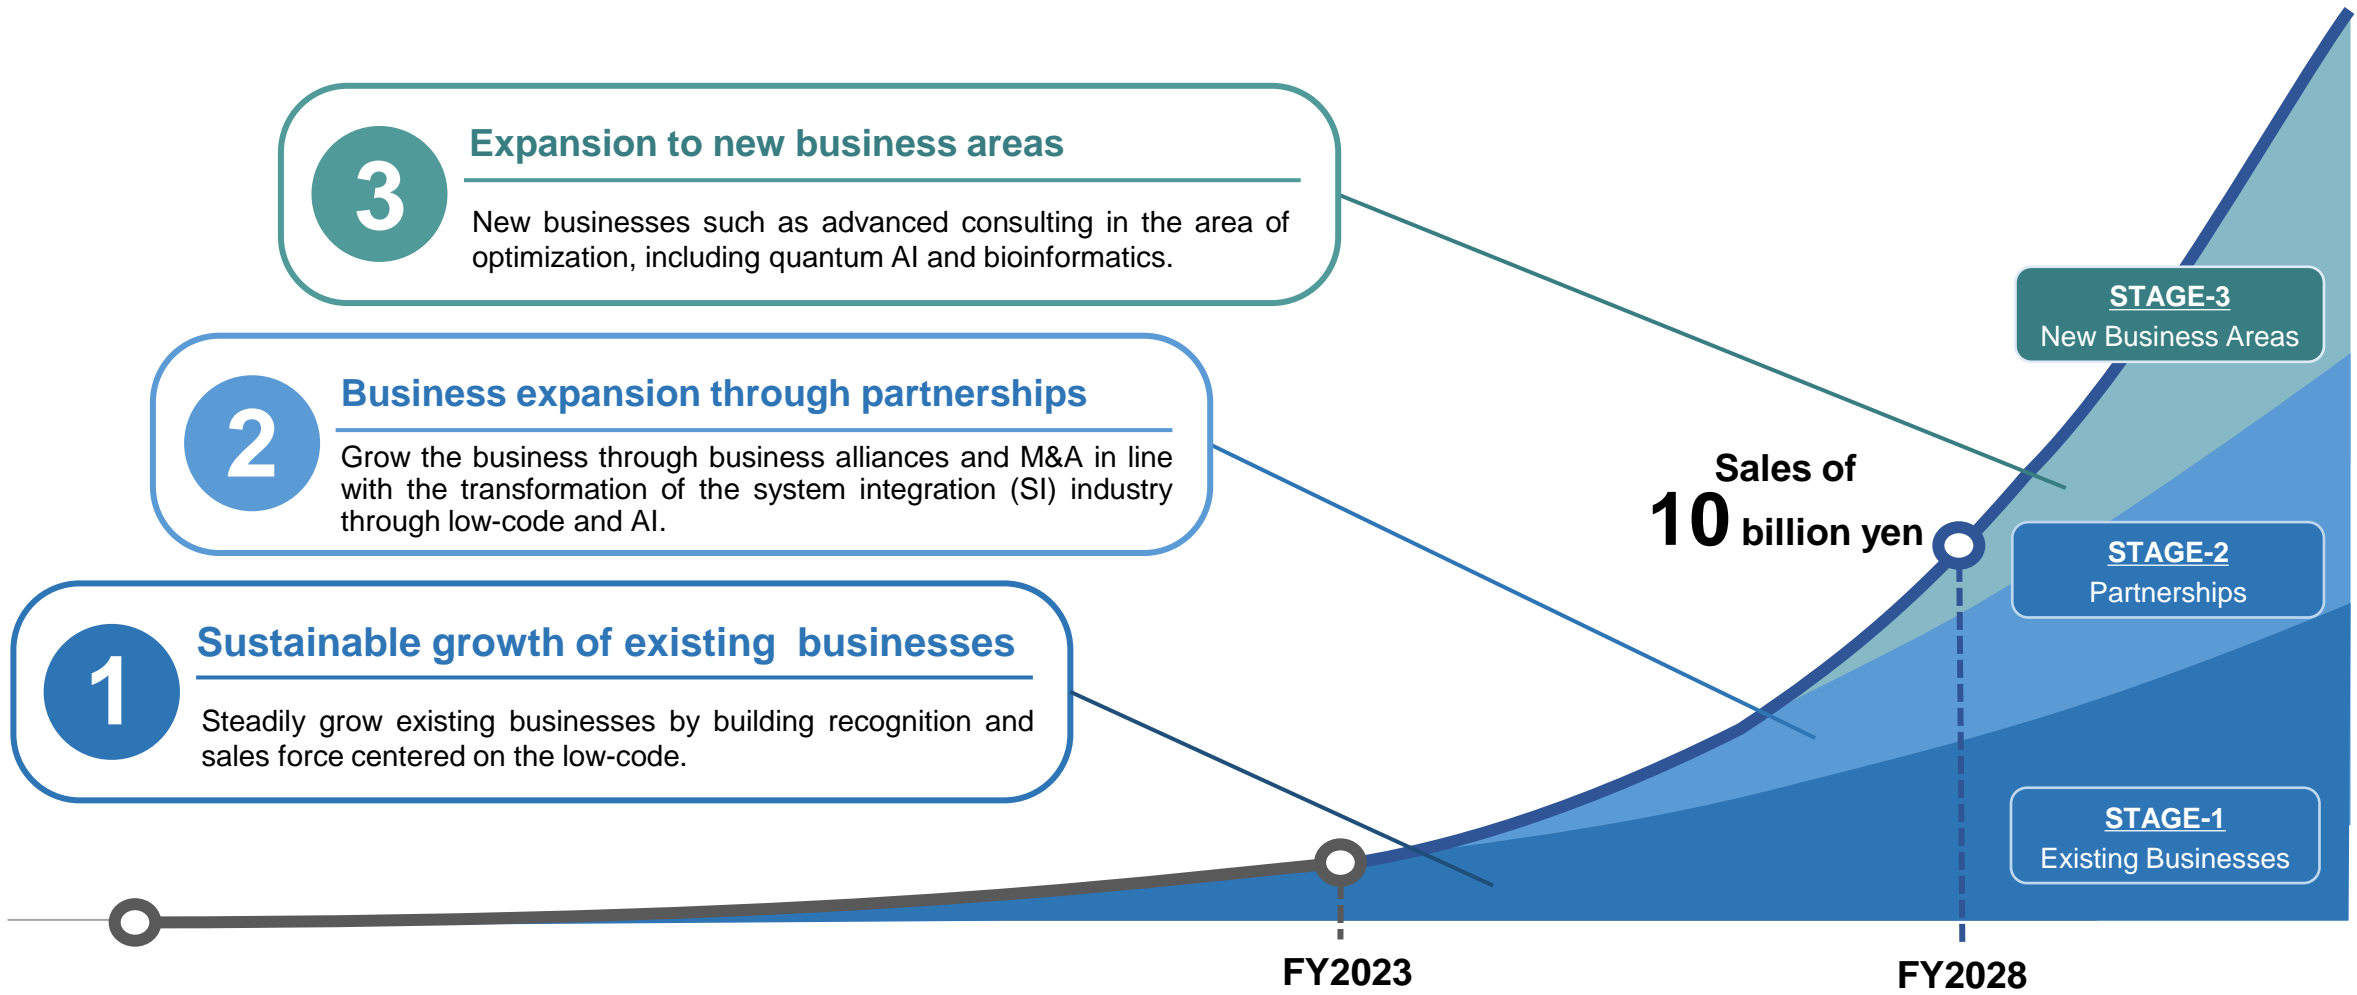 3
Expansion to new business areas
New businesses such as advanced consulting in the area of
optimization, including quantum AI and bioinformatics.
2
Business expansion through partnerships
Grow the business through business alliances and M&A in line
with the transformation of the system integration (SI) industry
through low-code and AI.
1
Sustainable growth of existing businesses
Steadily grow existing businesses by building recognition and
sales force centered on the low-code.
Sales of
10 billion yen
STAGE-3
New Business Areas
STAGE-2
Partnerships
STAGE-1
Existing Businesses
FY2023
FY2028